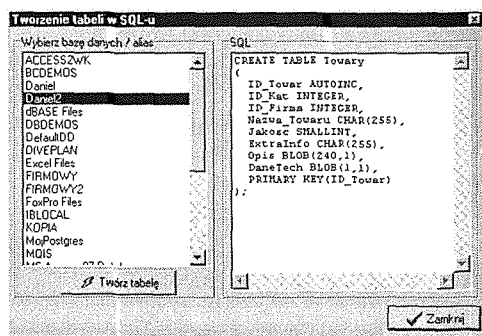 Tworzenie tabeli w SQL-u
Wybierz bazę danych / alias
ACCESS2WK
BCDEMOS
Daniel
Daniel2
dBASE Files
DBDEMOS
DefaultDD
DIVEPLAN
Excel Files
FIRMOWY
FIRMOWY2
FoxPro Files
IBLOCAL
KOPIA
MojPostgres
MQIS
Twórz tabelę
SQL
CREATE TABLE Towary
(
ID_Towar AUTOINC,
ID_Kat INTEGER,
ID_Firma INTEGER,
Nazwa_Towaru CHAR(255),
Jakosc SMALLINT,
ExtraInfo CHAR(255),
Opis BLOB(240,1),
DaneTech BLOB(1,1),
PRIMARY KEY(ID_Towar)
);
Zamknij